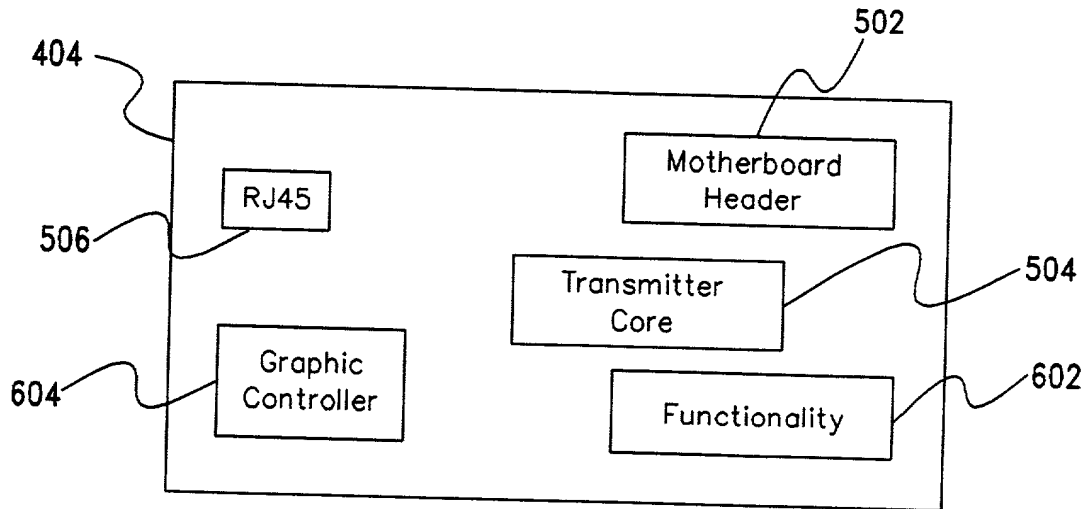 502
404
Motherboard
Header
RJ45
506
504
Transmitter
Core
Graphic
Controller
604
602
Functionality